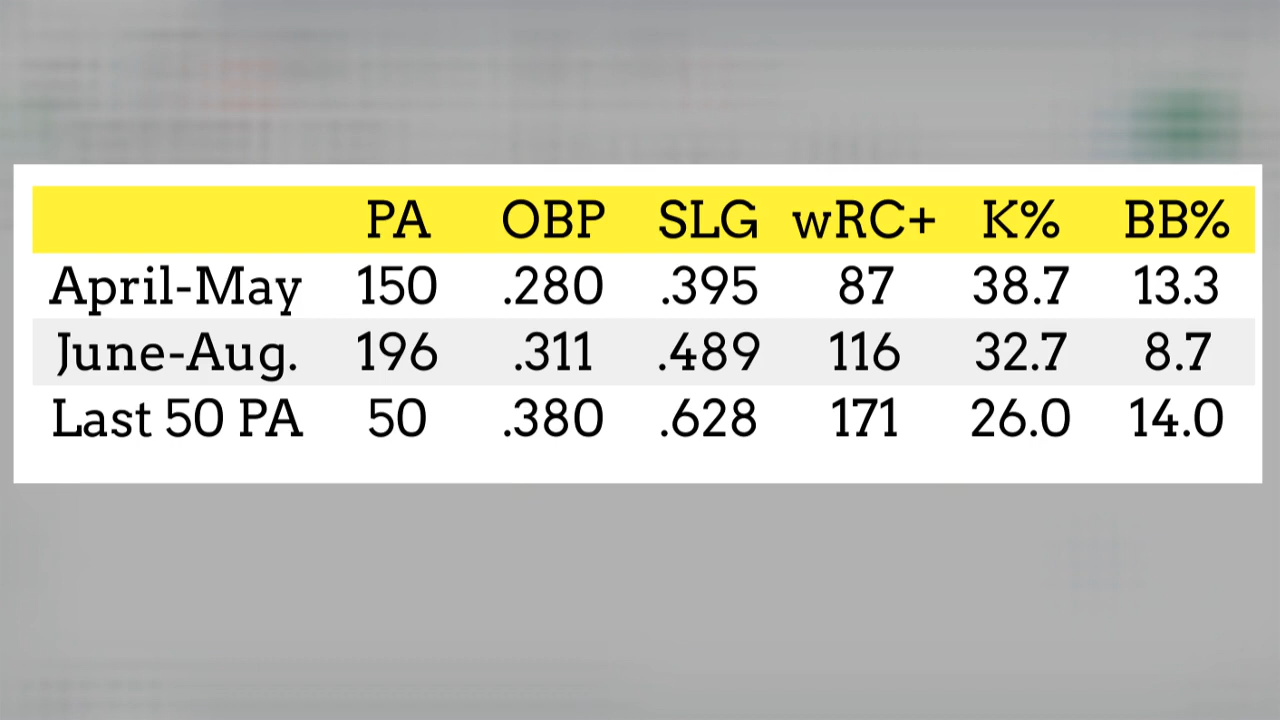 PA OBP SLG wRC+ K% BB%
April-May 150 .280 .395 87 38.7 13.3
June-Aug. 196 .311 .489 116 32.7 8.7
Last 50 PA 50 .380 .628 171 26.0 14.0